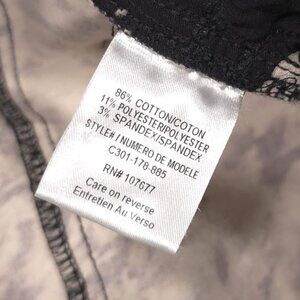 86% COTTON/COTON
11% POLYESTER/POLYESTER
3% SPANDEX/SPANDEX
STYLE# / NUMERO DE MODELE
C301-178-885
RN# 107677
Care on reverse
Entretien Au Verso